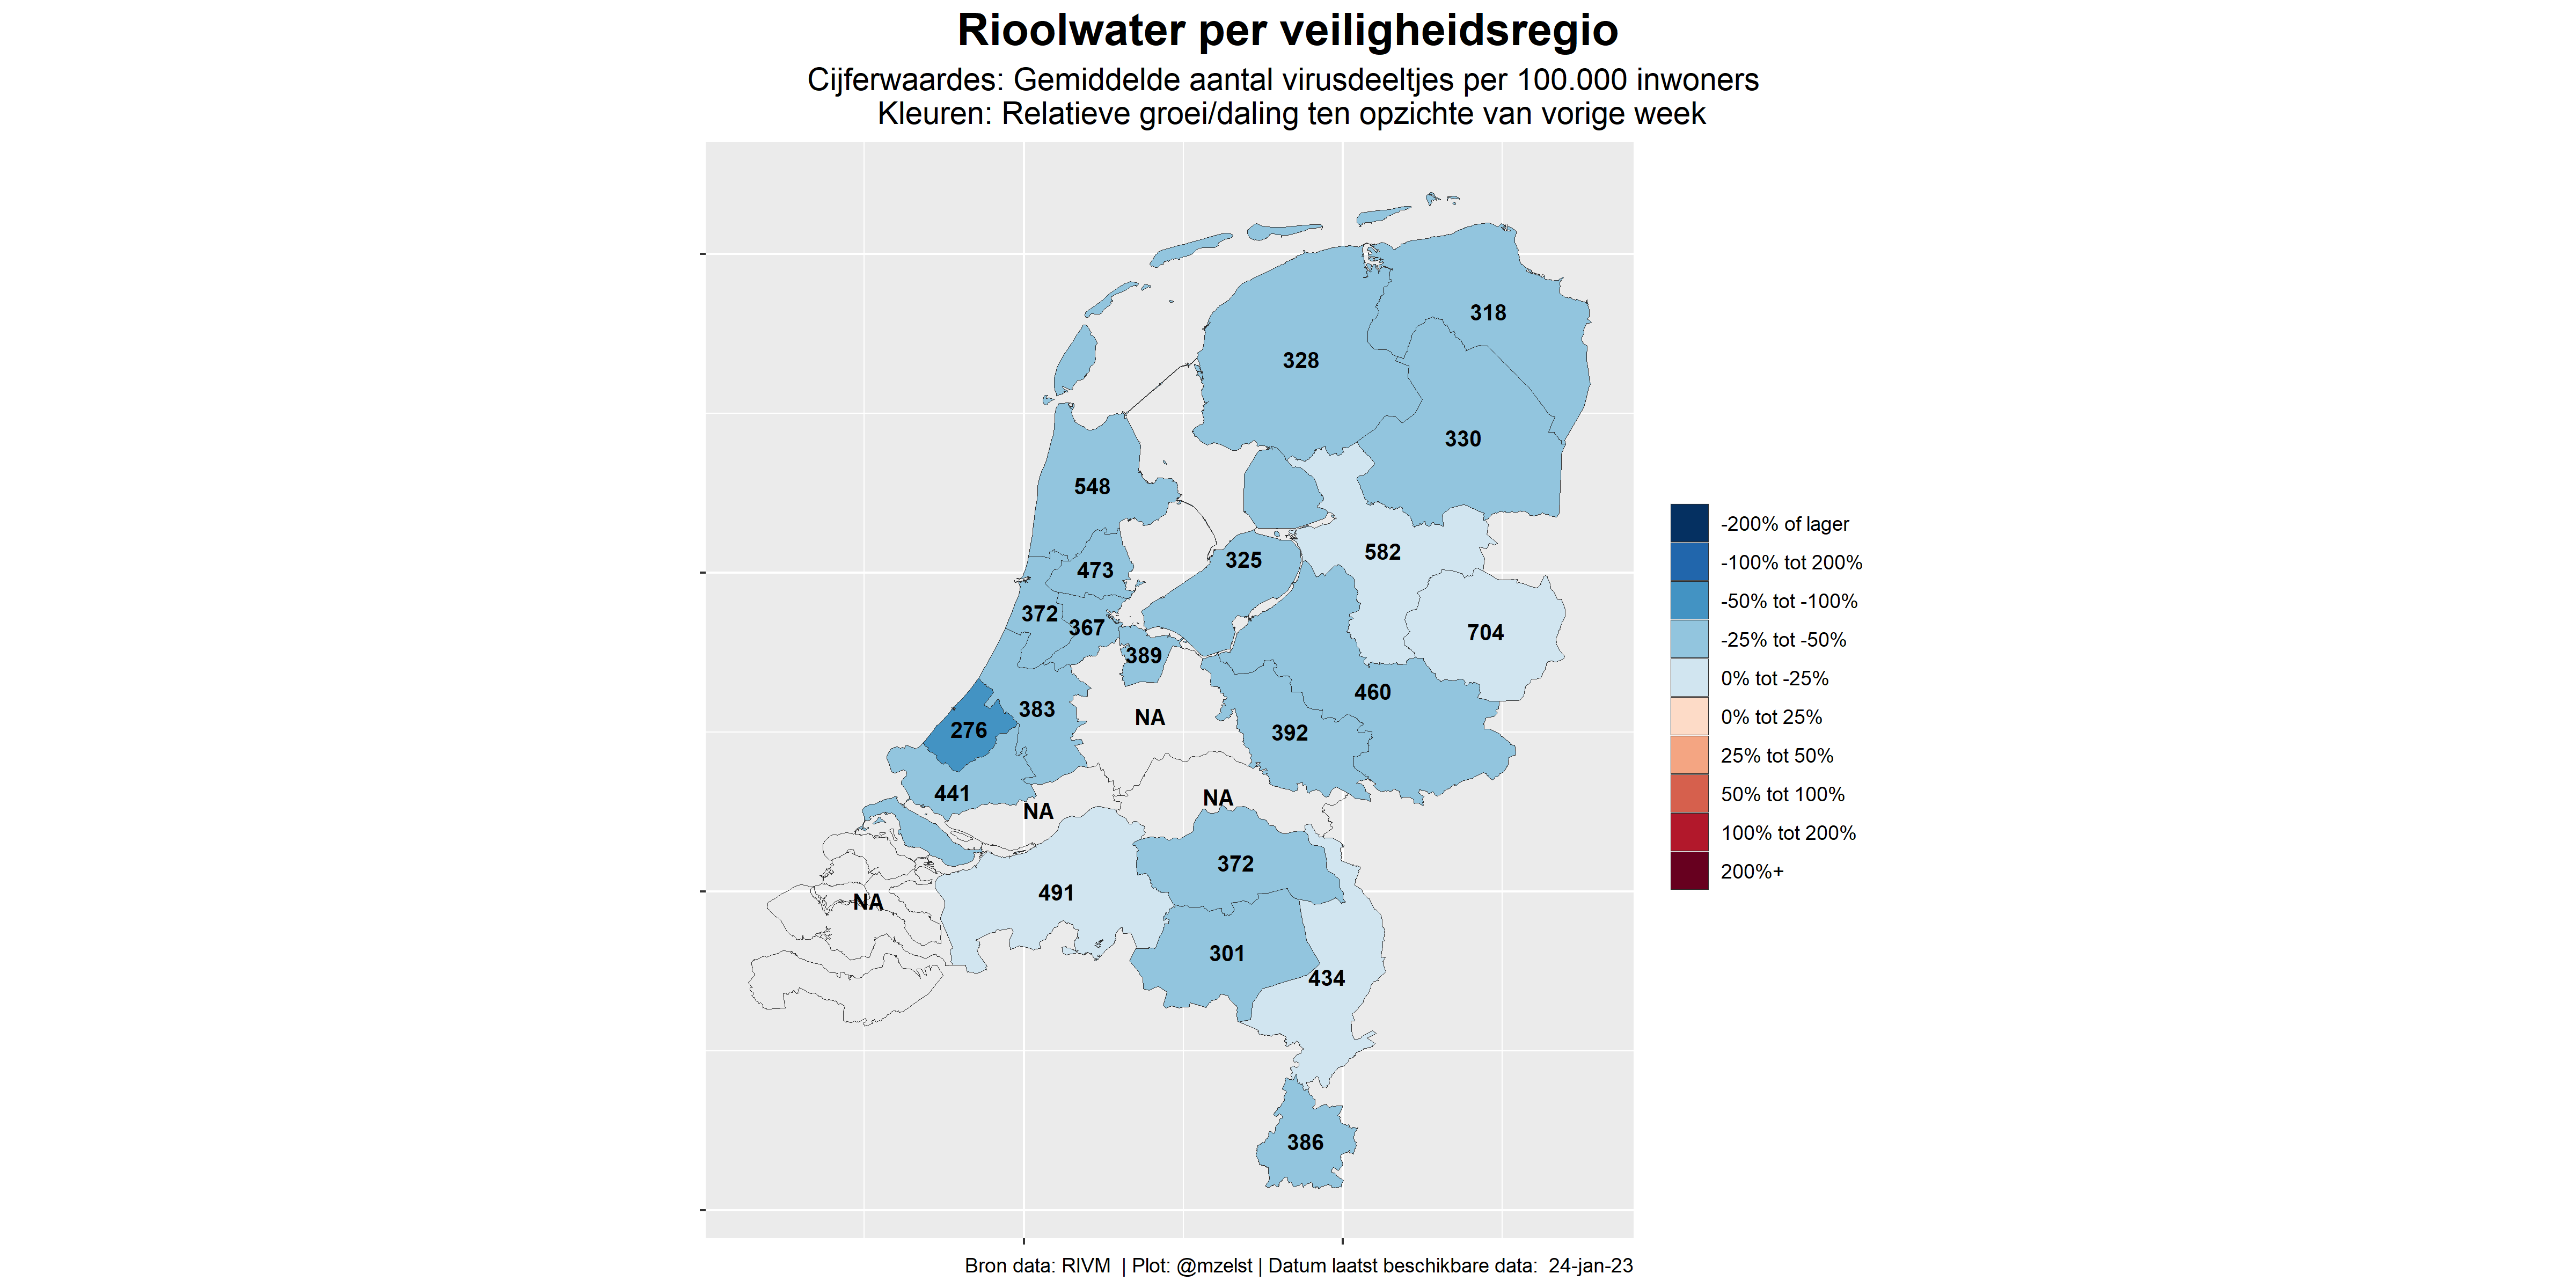 Rioolwater per veiligheidsregio
Cijferwaardes: Gemiddelde aantal virusdeeltjes per 100.000 inwoners
Kleuren: Relatieve groei/daling ten opzichte van vorige week
318
328
330
548
582
325
473
372
367
704
389
460
383
NA
276
392
441
NA
NA
372
491
NA
301
434
386
-200% of lager
-100% tot 200%
-50% tot -100%
-25% tot -50%
0% tot -25%
0% tot 25%
25% tot 50%
50% tot 100%
100% tot 200%
200%+
Bron data: RIVM | Plot: @mzelst | Datum laatst beschikbare data: 24-jan-23